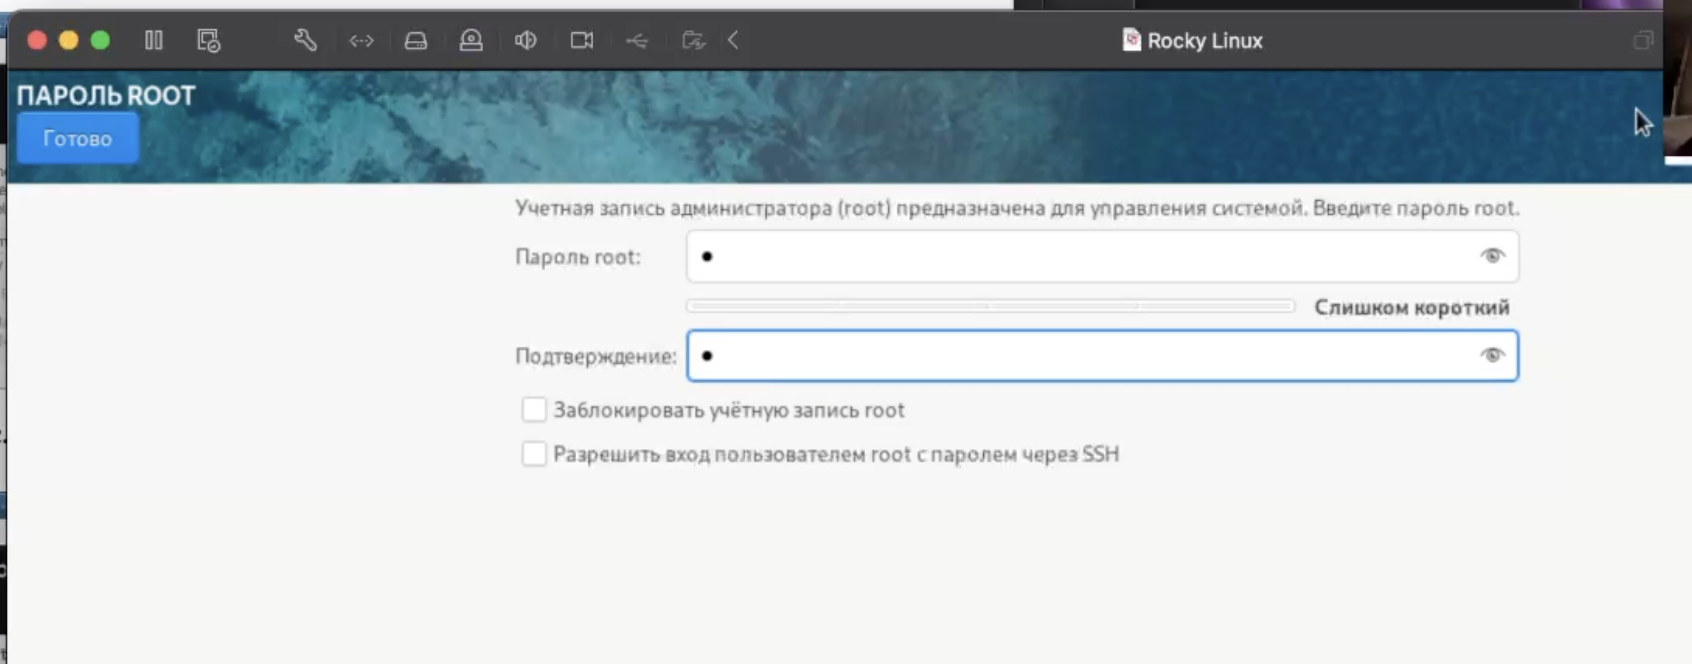 Rocky Linux
ПАРОЛЬ ROOT
Готово
Учетная запись администратора (root) предназначена для управления системой. Введите пароль root.
Пароль root:
Слишком короткий
Подтверждение:
Заблокировать учётную запись root
Разрешить вход пользователем root с паролем через SSH